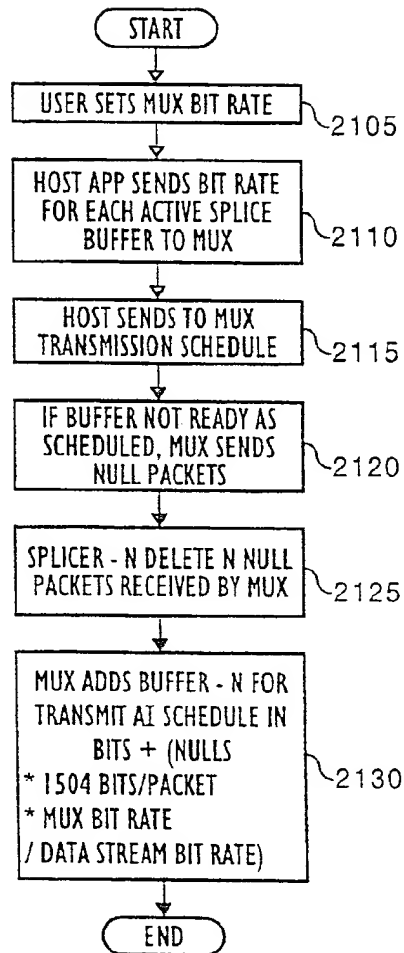 START
USER SETS MUX BIT RATE
2105
HOST APP SENDS BIT RATE
FOR EACH ACTIVE SPLICE
BUFFER TO MUX
2110
HOST SENDS TO MUX
TRANSMISSION SCHEDULE
2115
IF BUFFER NOT READY AS
SCHEDULED, MUX SENDS
NULL PACKETS
2120
SPLICER - N DELETE N NULL
PACKETS RECEIVED BY MUX
2125
MUX ADDS BUFFER - N FOR
TRANSMIT AI SCHEDULE IN
BITS + (NULLS
* 1504 BITS/PACKET
* MUX BIT RATE
/ DATA STREAM BIT RATE)
2130
END